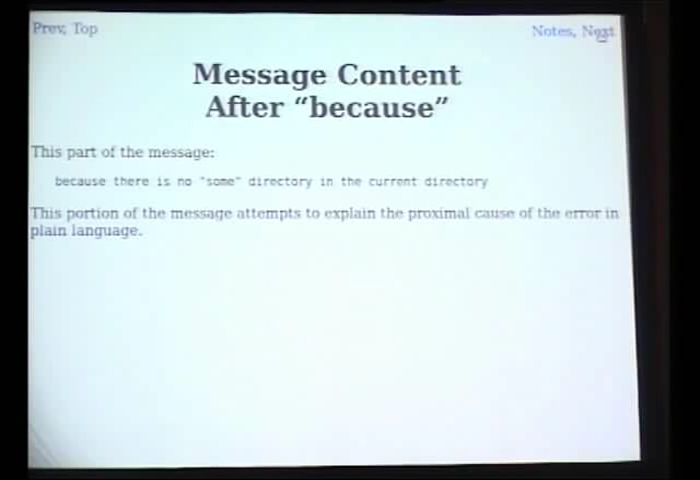 Prev, Top
Notes, Next
Message Content
After “because”
This part of the message:
because there is no "some" directory in the current directory
This portion of the message attempts to explain the proximal cause of the error in
plain language.